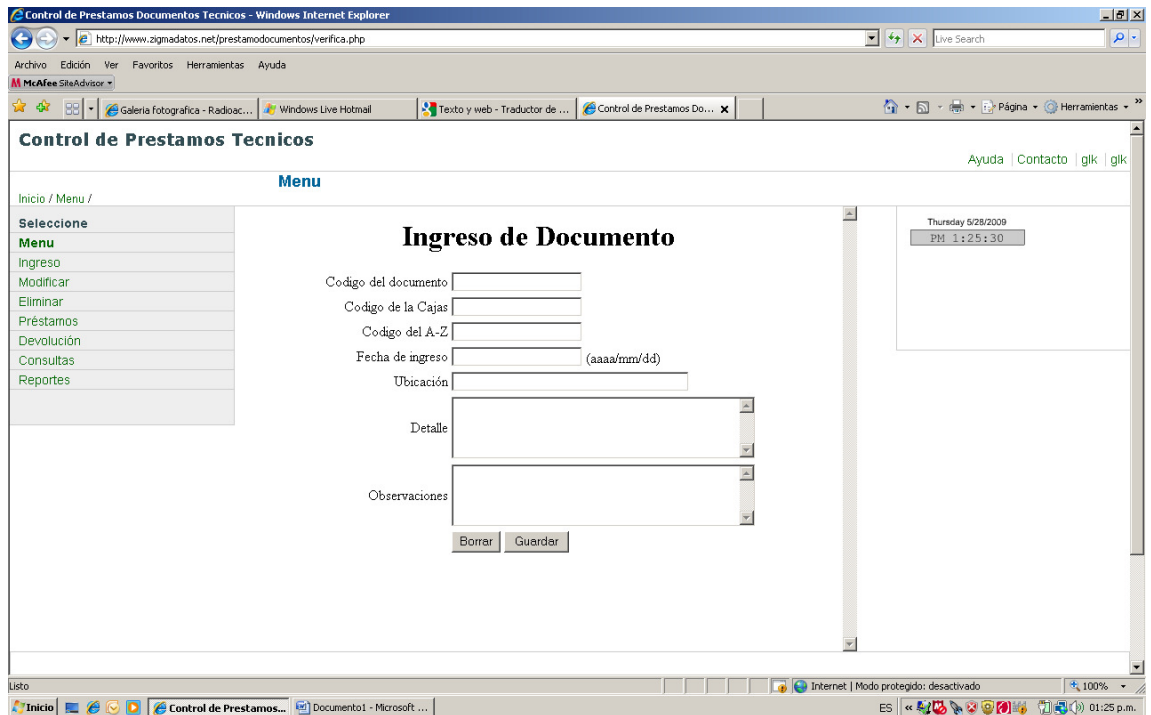 Control de Prestamos Documentos Tecnicos - Windows Internet Explorer
http://www.zigmadatos.net/prestamodocumentos/verifica.php
Live Search
Archivo Edición Ver Favoritos Herramientas Ayuda
McAfee SiteAdvisor
Galeria fotografica - Radioac... Windows Live Hotmail Texto y web - Traductor de ... Control de Prestamos Do... Página Herramientas
Control de Prestamos Tecnicos
Ayuda | Contacto | glk | glk
Menu
Inicio / Menu /
Seleccione
Menu
Ingreso
Modificar
Eliminar
Préstamos
Devolución
Consultas
Reportes
Ingreso de Documento
Codigo del documento
Codigo de la Cajas
Codigo del A-Z
Fecha de ingreso (aaaa/mm/dd)
Ubicación
Detalle
Observaciones
Borrar Guardar
Thursday 5/28/2009
PM 1:25:30
Listo Internet | Modo protegido: desactivado 100%
Inicio Control de Prestamos... Documento1 - Microsoft ... ES 01:25 p.m.